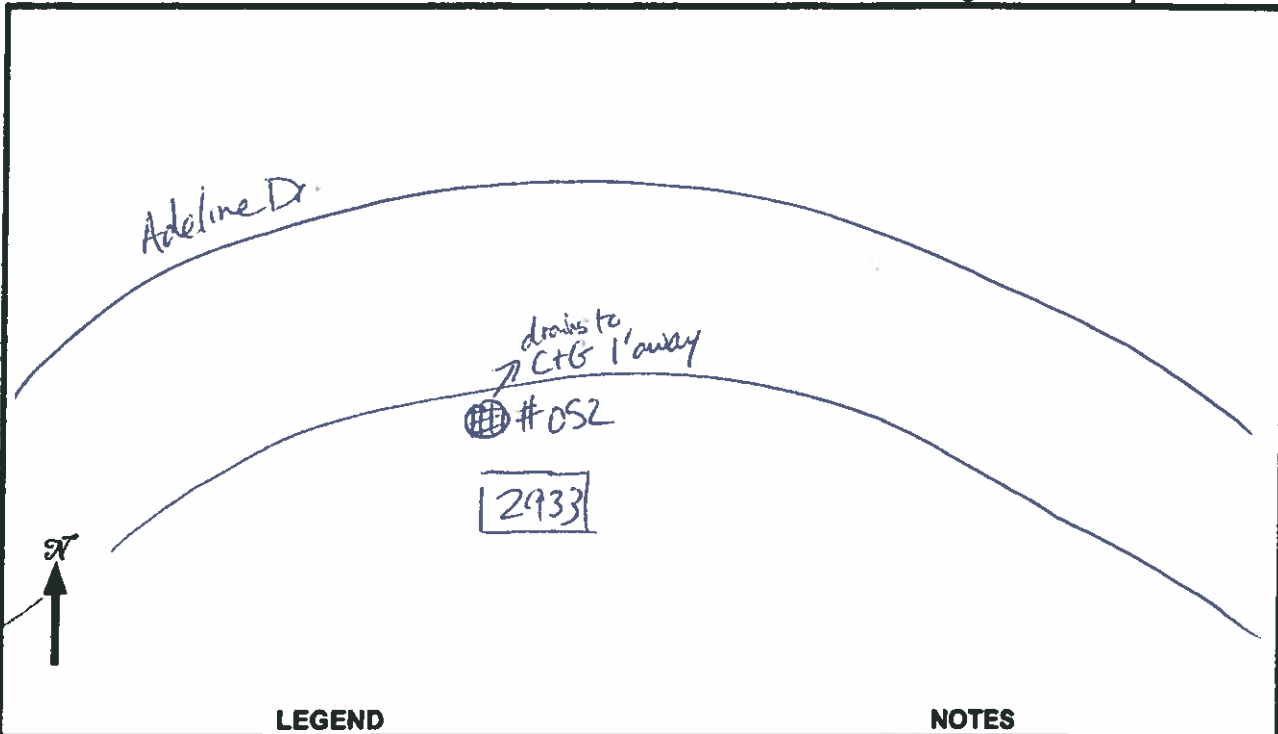 Adeline Dr.
drains to
C+G 1' away
#052
2933
N
LEGEND
NOTES